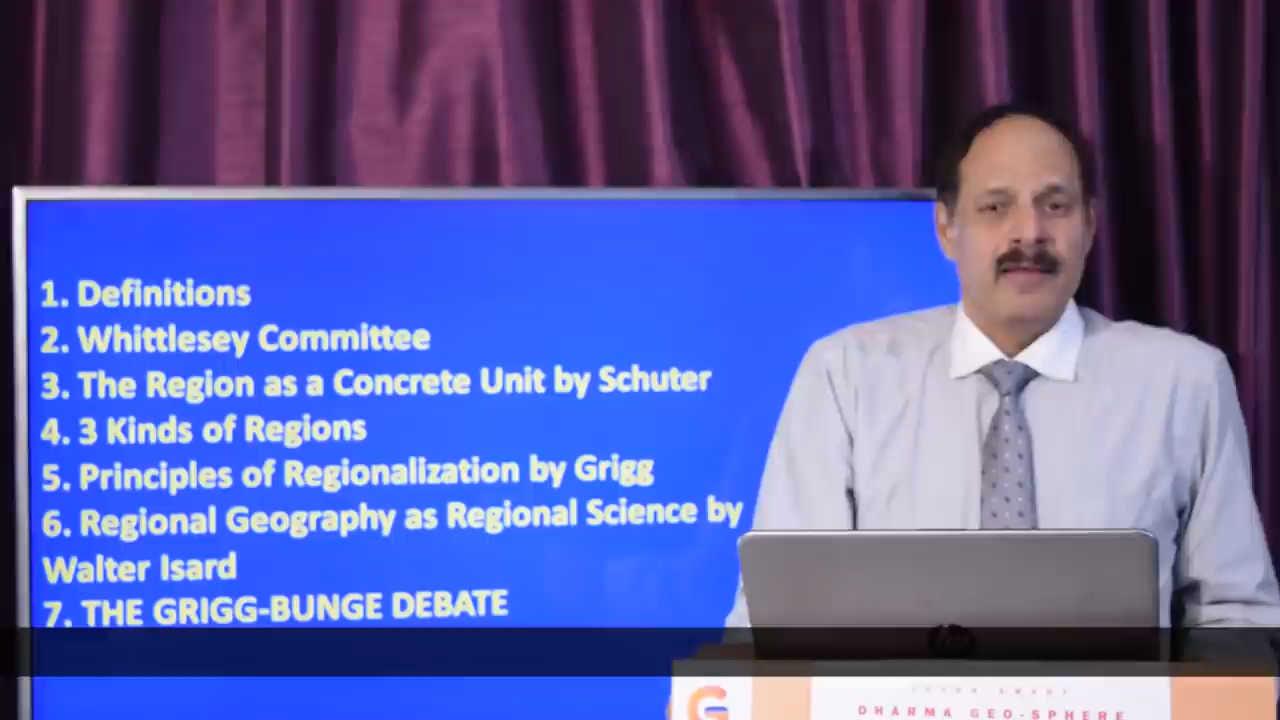 1. Definitions
2. Whittlesey Committee
3. The Region as a Concrete Unit by Schuter
4. 3 Kinds of Regions
5. Principles of Regionalization by Grigg
6. Regional Geography as Regional Science by
Walter Isard
7. THE GRIGG-BUNGE DEBATE
hp
G
DHARMA GEO-SPHERE